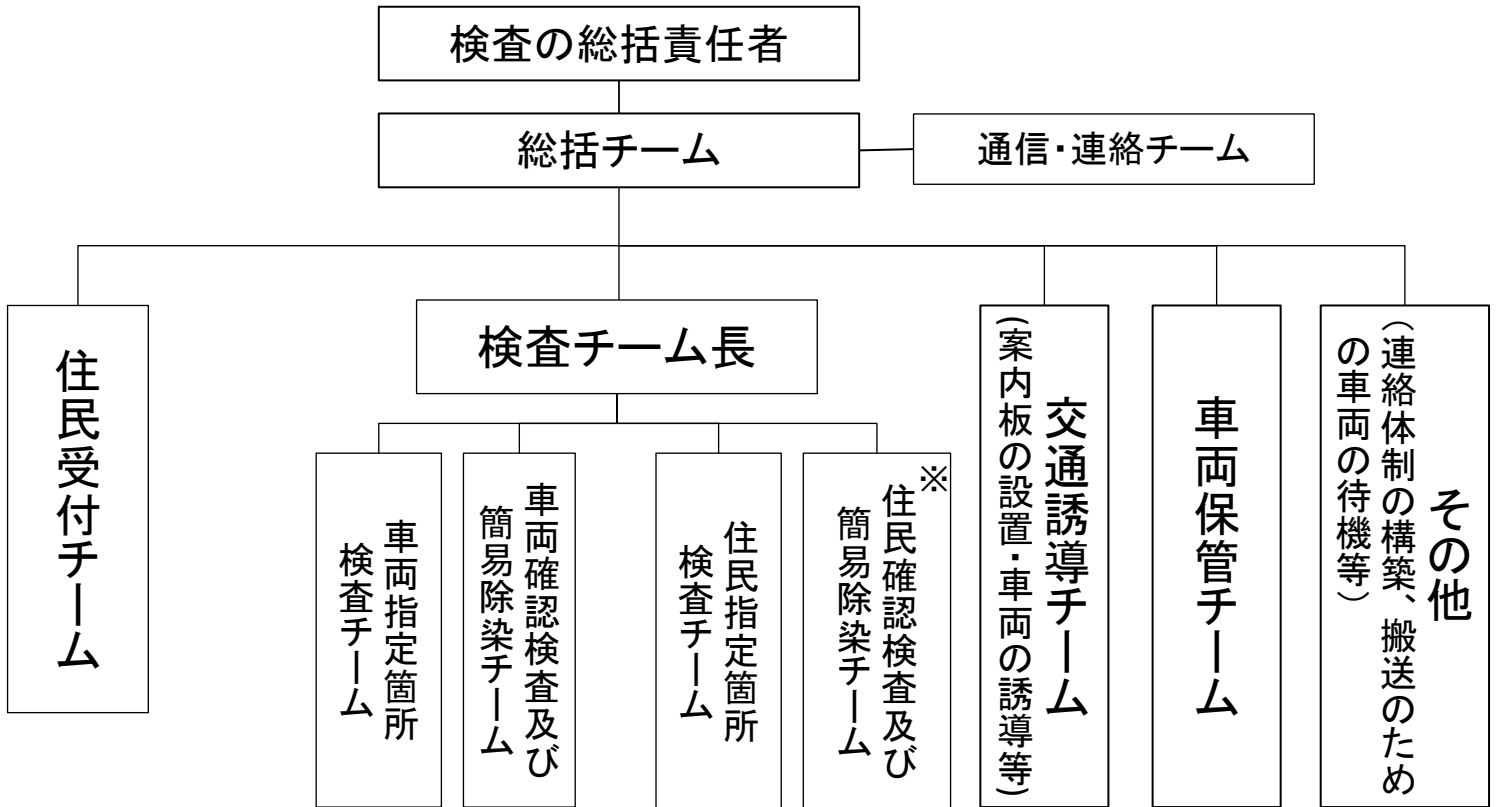 検査の総括責任者
総括チーム
通信・連絡チーム
住民受付チーム
検査チーム長
車両指定箇所
検査チーム
車両確認検査及び
簡易除染チーム
住民指定箇所
検査チーム
※
住民確認検査及び
簡易除染チーム
交通誘導チーム
(案内板の設置・車両の誘導等)
車両保管チーム
その他
（連絡体制の構築、搬送のため
の車両の待機等）